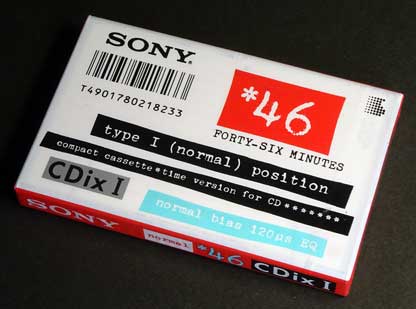 SONY
T4901780218233
*46
FORTY-SIX MINUTES
type I (normal) position
compact cassette*time version for CD*******
CDix I
normal bias 120µs EQ
SONY
normal
*46
CDix I